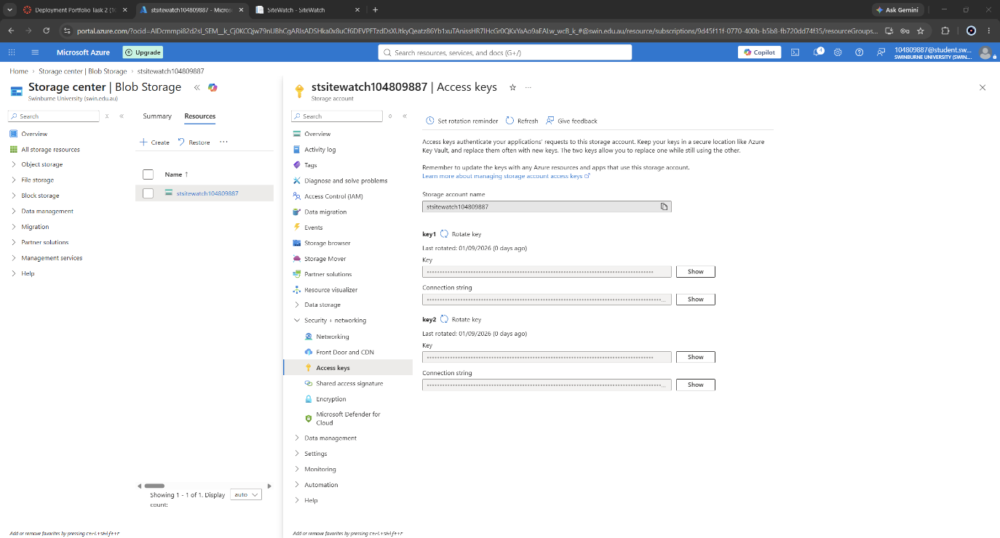 Deployment Portfolio Task 2 (10
stsitewatch104809887 - Microso
SiteWatch - SiteWatch
Ask Gemini
portal.azure.com/?ocid=AIDcmmpi82d2sl_SEM__k_Cj0KCQjw79nUBhCgARIsADSHka0x8uCf6DEVPFTzdDsXUtkyQeatz86Yb1xuTAnissHR7IHcGr0QKxYaAo9aEALw_wcB_k_#@swin.edu.au/resource/subscriptions/9d45f11f-0770-400b-b5b8-fb720dd74f35/resourceGroups...
Microsoft Azure
Upgrade
Search resources, services, and docs (G+/)
Copilot
4
104809887@student.sw...
SWINBURNE UNIVERSITY (SWIN....
Home > Storage center | Blob Storage > stsitewatch104809887
Storage center | Blob Storage
Swinburne University (swin.edu.au)
Search
Overview
All storage resources
Object storage
File storage
Block storage
Data management
Migration
Partner solutions
Management services
Help
Summary
Resources
Create
Restore
...
Name ↑
stsitewatch104809887
Showing 1 - 1 of 1. Display
count:
auto
Add or remove favorites by pressing Ctrl+Shift+F
stsitewatch104809887 | Access keys
...
Storage account
Search
Overview
Activity log
Tags
Diagnose and solve problems
Access Control (IAM)
Data migration
Events
Storage browser
Storage Mover
Partner solutions
Resource visualizer
Data storage
Security + networking
Networking
Front Door and CDN
Access keys
Shared access signature
Encryption
Microsoft Defender for
Cloud
Data management
Settings
Monitoring
Automation
Help
Add or remove favorites by pressing Ctrl+Shift+F
Set rotation reminder
Refresh
Give feedback
Access keys authenticate your applications' requests to this storage account. Keep your keys in a secure location like Azure
Key Vault, and replace them often with new keys. The two keys allow you to replace one while still using the other.
Remember to update the keys with any Azure resources and apps that use this storage account.
Learn more about managing storage account access keys
Storage account name
stsitewatch104809887
key1
Rotate key
Last rotated: 01/09/2026 (0 days ago)
Key
Show
Connection string
Show
key2
Rotate key
Last rotated: 01/09/2026 (0 days ago)
Key
Show
Connection string
Show